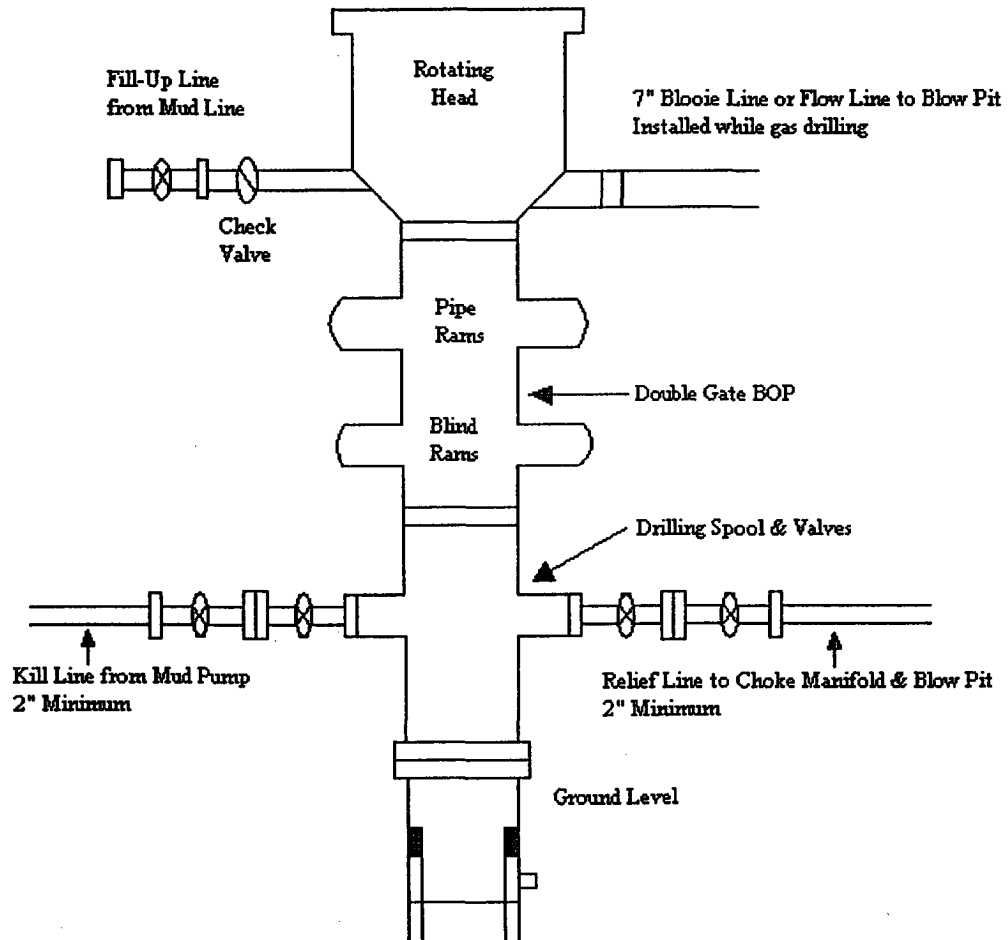 Rotating
Head
Fill-Up Line
from Mud Line
7" Blooie Line or Flow Line to Blow Pit
Installed while gas drilling
Check
Valve
Pipe
Rams
Double Gate BOP
Blind
Rams
Drilling Spool & Valves
Kill Line from Mud Pump
2" Minimum
Relief Line to Choke Manifold & Blow Pit
2" Minimum
Ground Level